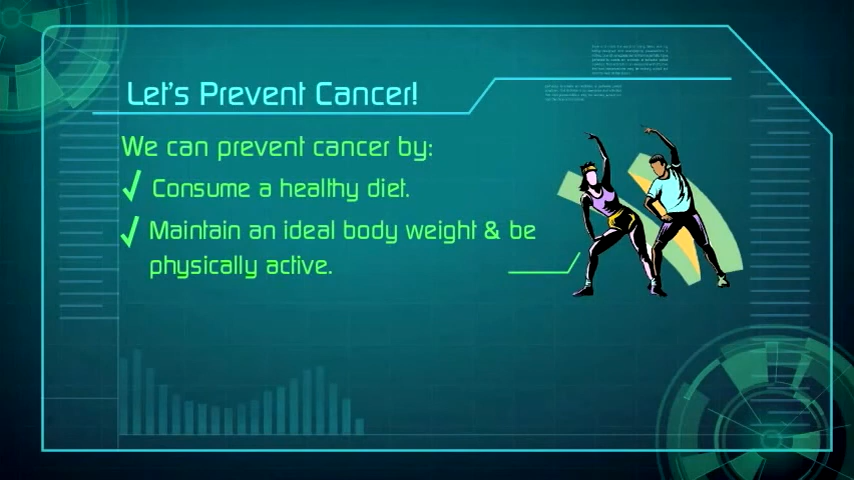 Let's Prevent Cancer!
We can prevent cancer by:
√ Consume a healthy diet.
√ Maintain an ideal body weight & be
physically active.